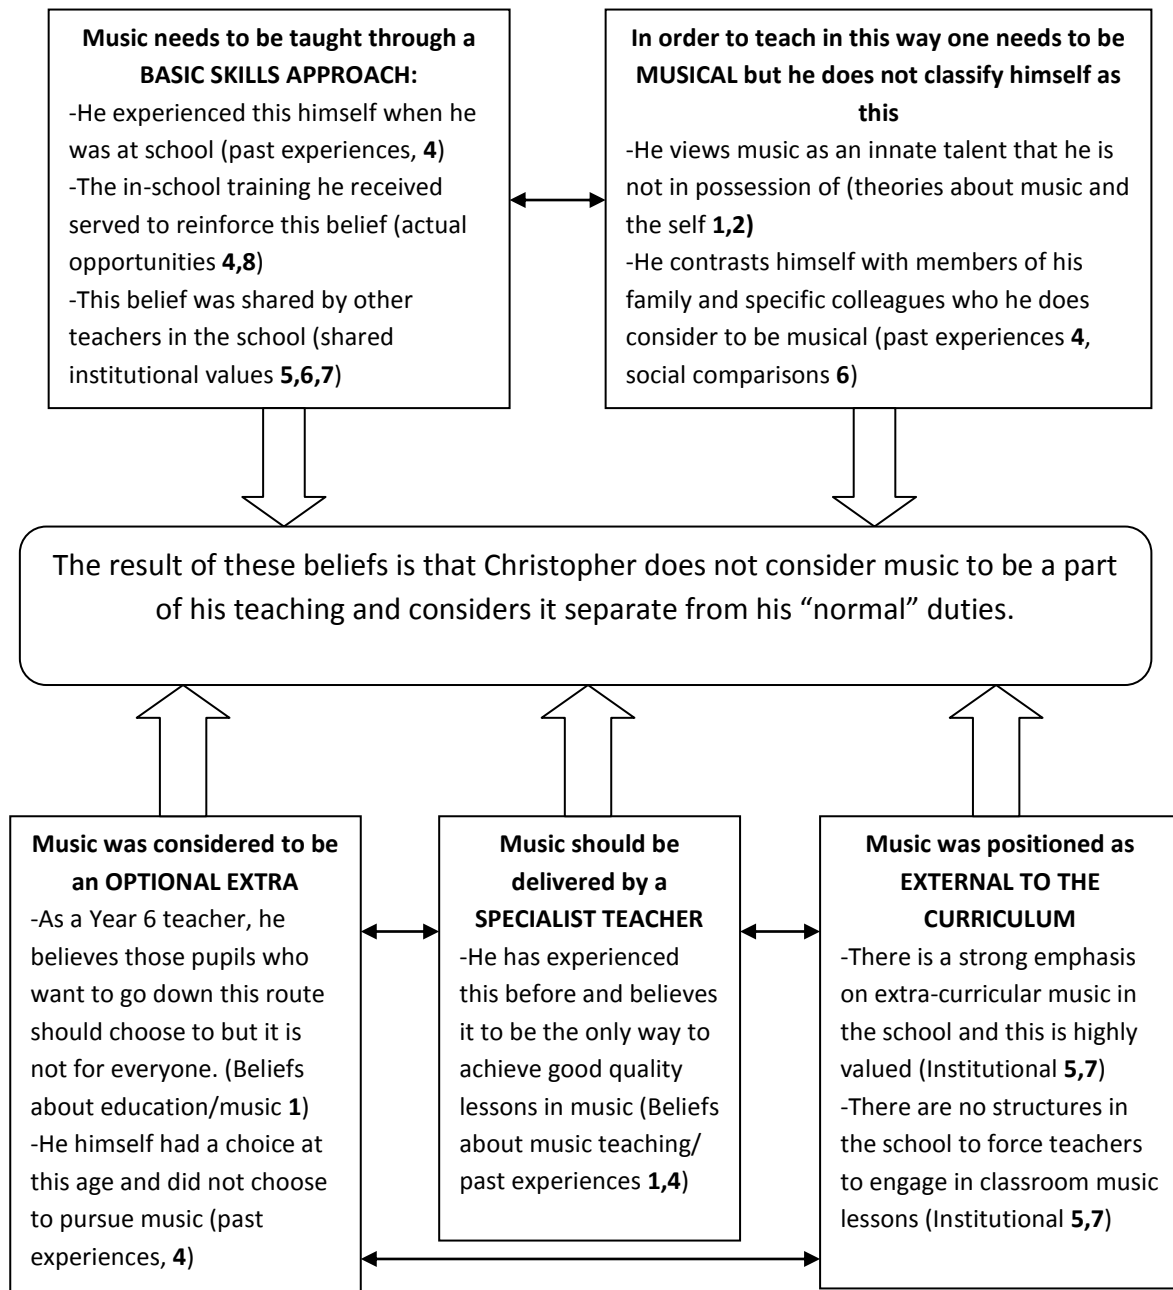 Music needs to be taught through a
BASIC SKILLS APPROACH:
-He experienced this himself when he
was at school (past experiences, 4)
-The in-school training he received
served to reinforce this belief (actual
opportunities 4,8)
-This belief was shared by other
teachers in the school (shared
institutional values 5,6,7)
In order to teach in this way one needs to be
MUSICAL but he does not classify himself as
this
-He views music as an innate talent that he is
not in possession of (theories about music and
the self 1,2)
-He contrasts himself with members of his
family and specific colleagues who he does
consider to be musical (past experiences 4,
social comparisons 6)
The result of these beliefs is that Christopher does not consider music to be a part
of his teaching and considers it separate from his “normal” duties.
Music was considered to be
an OPTIONAL EXTRA
-As a Year 6 teacher, he
believes those pupils who
want to go down this route
should choose to but it is
not for everyone. (Beliefs
about education/music 1)
-He himself had a choice at
this age and did not choose
to pursue music (past
experiences, 4)
Music should be
delivered by a
SPECIALIST TEACHER
-He has experienced
this before and believes
it to be the only way to
achieve good quality
lessons in music (Beliefs
about music teaching/
past experiences 1,4)
Music was positioned as
EXTERNAL TO THE
CURRICULUM
-There is a strong emphasis
on extra-curricular music in
the school and this is highly
valued (Institutional 5,7)
-There are no structures in
the school to force teachers
to engage in classroom music
lessons (Institutional 5,7)